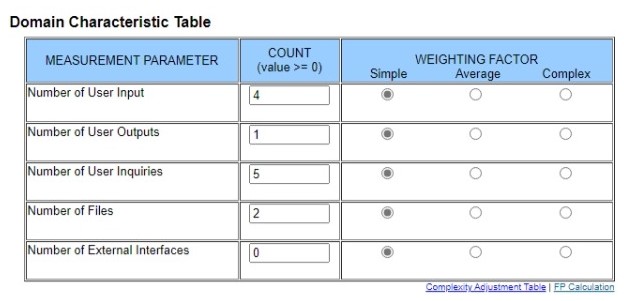 Domain Characteristic Table
MEASUREMENT PARAMETER
COUNT
(value >= 0)
WEIGHTING FACTOR
Simple Average Complex
Number of User Input 4
Number of User Outputs 1
Number of User Inquiries 5
Number of Files 2
Number of External Interfaces 0
Complexity Adjustment Table | FP Calculation